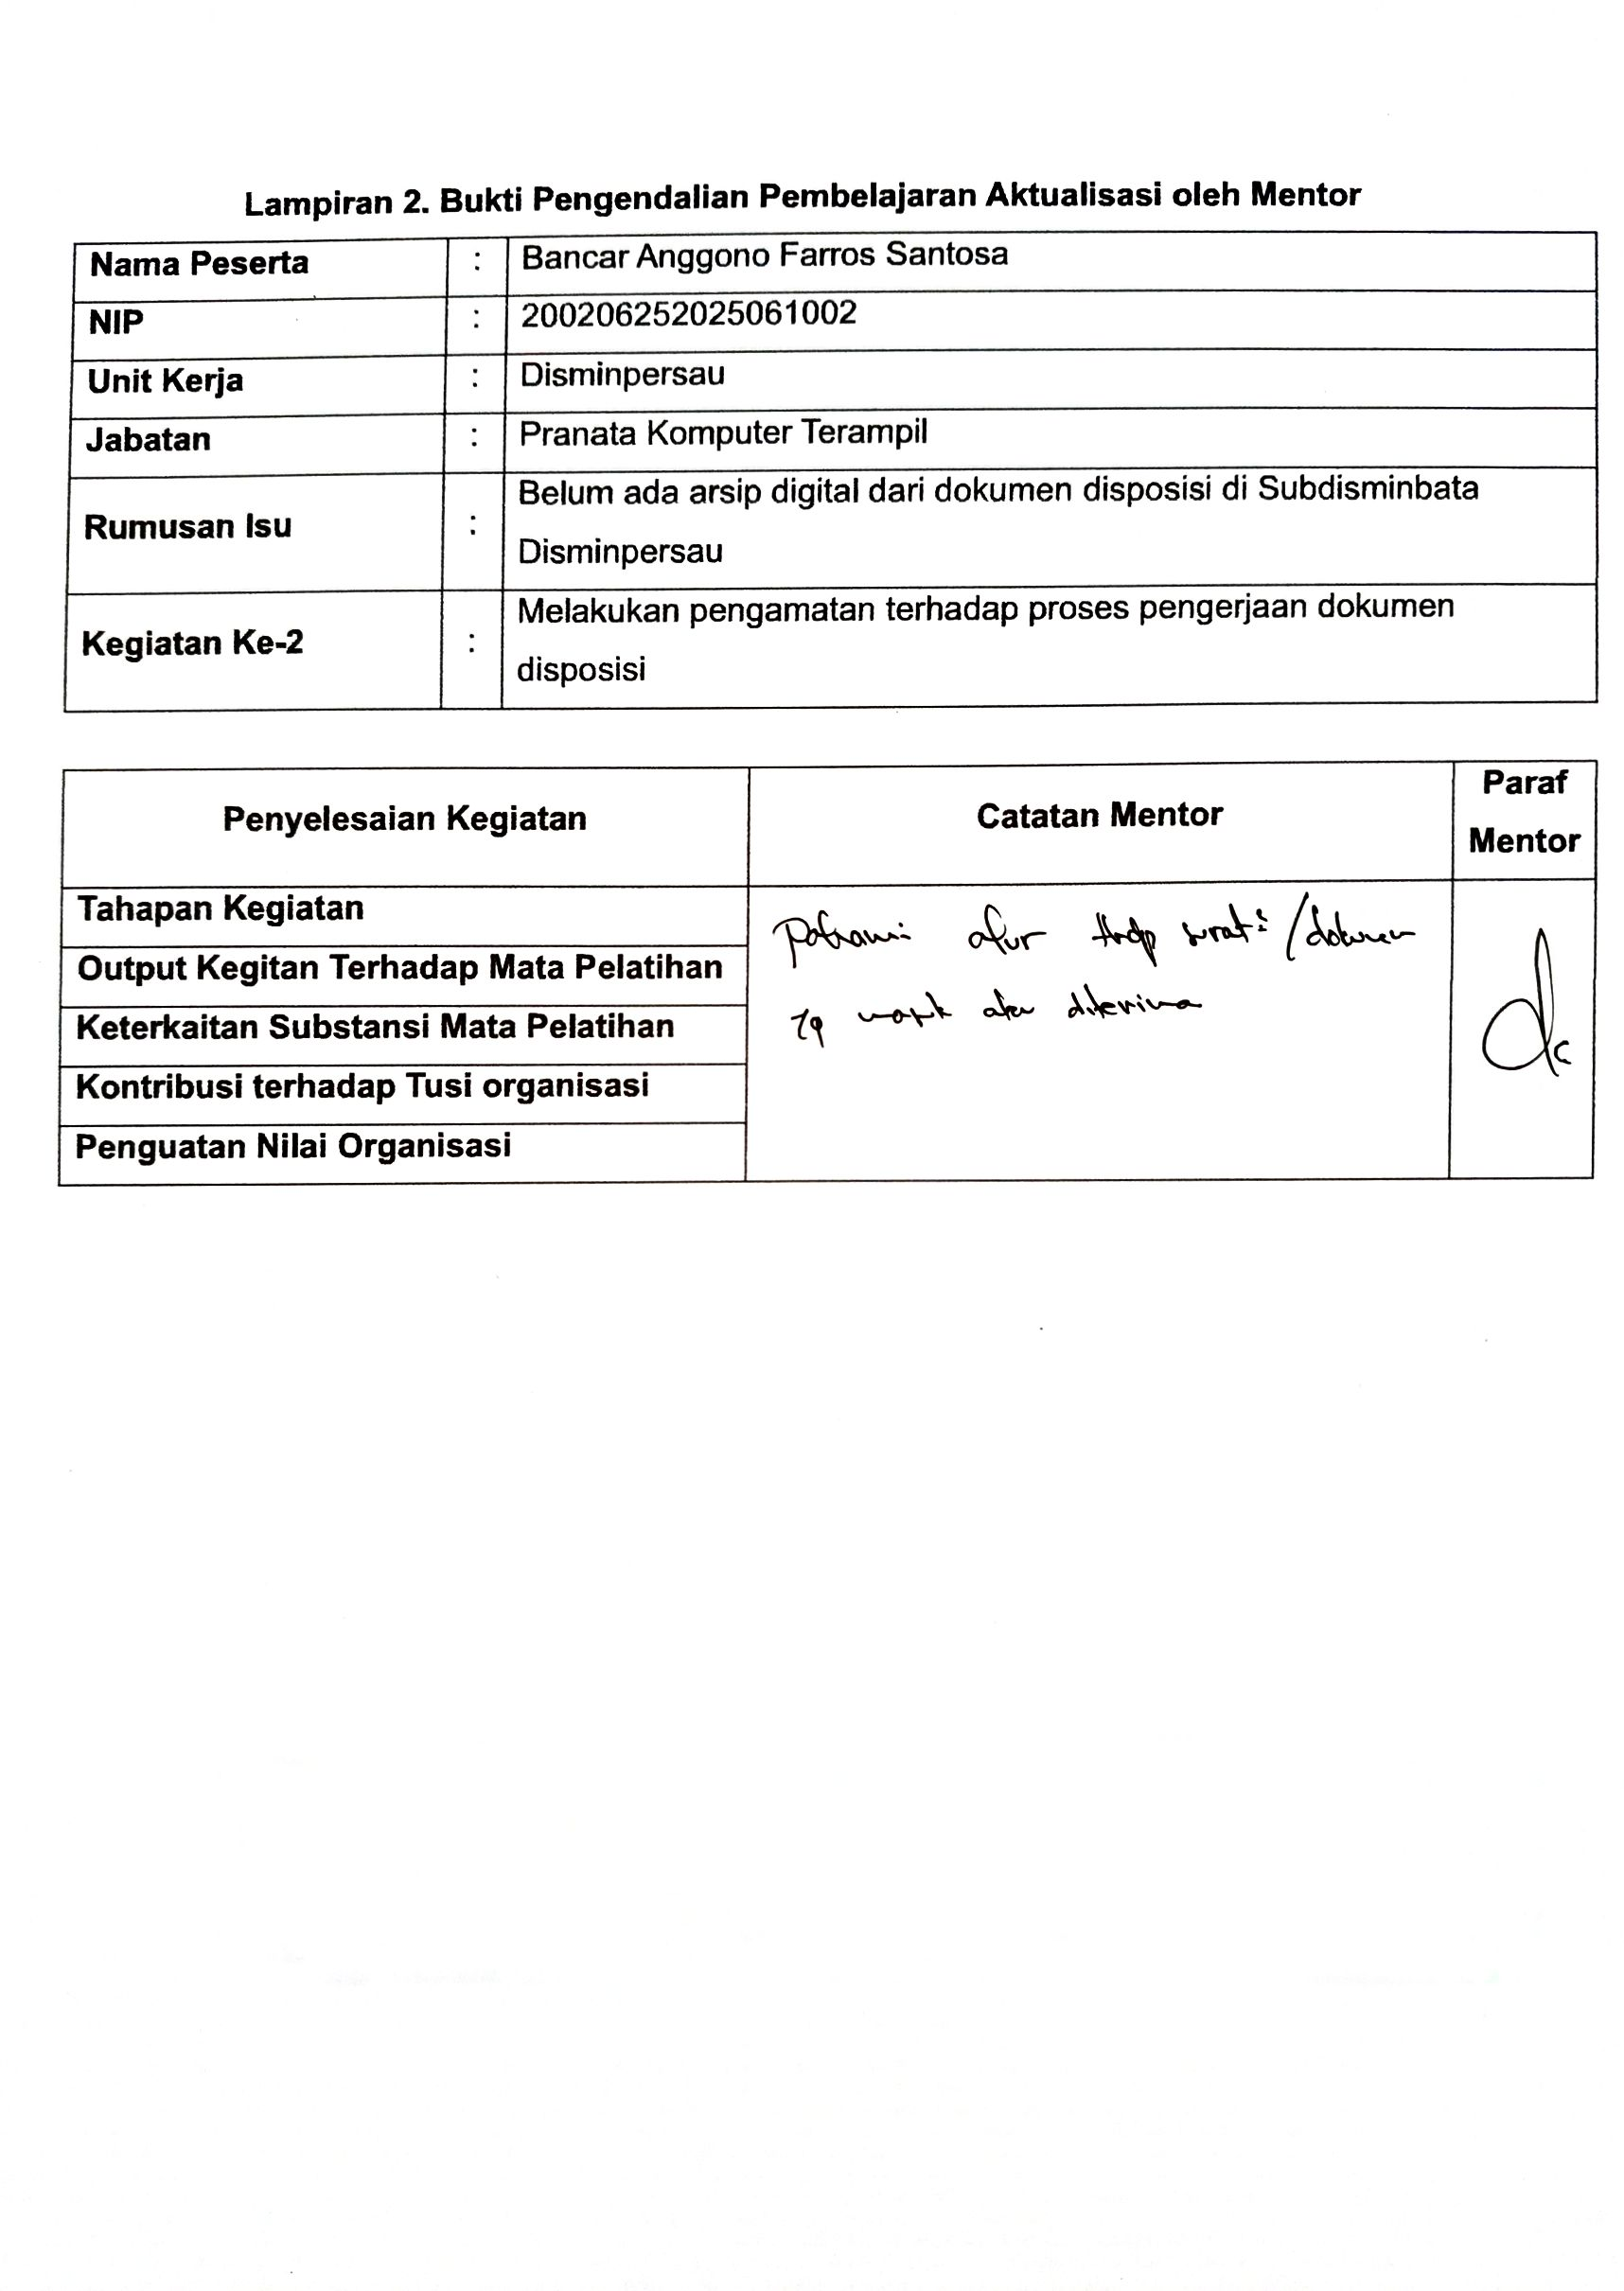 Lampiran 2. Bukti Pengendalian Pembelajaran Aktualisasi oleh Mentor
Nama Peserta : Bancar Anggono Farros Santosa
NIP : 200206252025061002
Unit Kerja : Disminpersau
Jabatan : Pranata Komputer Terampil
Rumusan Isu : Belum ada arsip digital dari dokumen disposisi di Subdisminbata
Disminpersau
Kegiatan Ke-2 : Melakukan pengamatan terhadap proses pengerjaan dokumen
disposisi
Penyelesaian Kegiatan
Catatan Mentor
Paraf
Mentor
Tahapan Kegiatan
Output Kegitan Terhadap Mata Pelatihan
Keterkaitan Substansi Mata Pelatihan
Kontribusi terhadap Tusi organisasi
Penguatan Nilai Organisasi
Pahami alur thdp surat²/dokumen
yg diterima